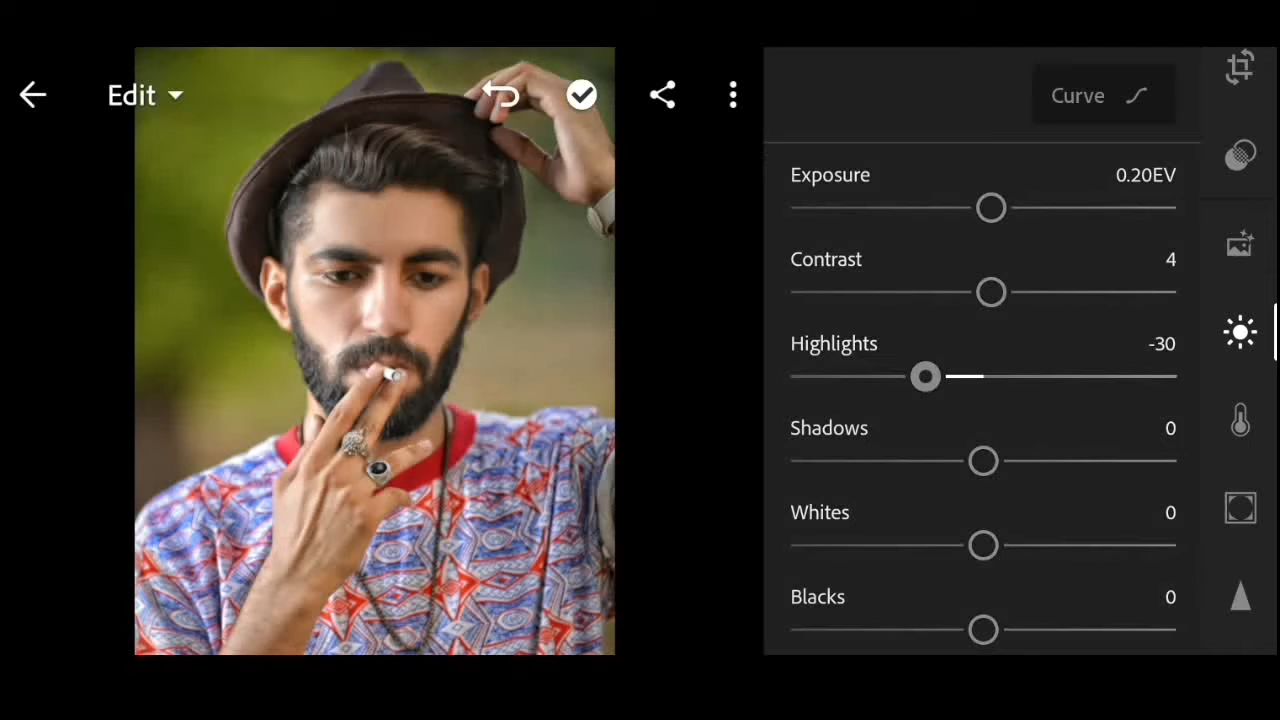 Edit
Curve
Exposure 0.20EV
Contrast 4
Highlights -30
Shadows 0
Whites 0
Blacks 0